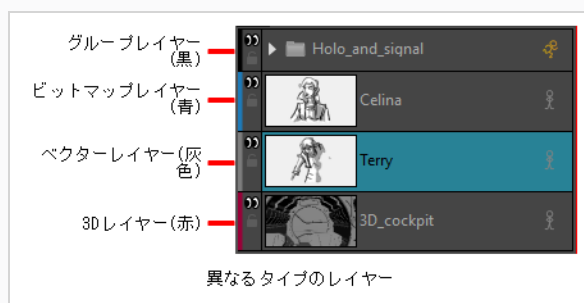 グループレイヤー
(黒)
Holo_and_signal
ビットマップレイヤー
(青)
Celina
ベクターレイヤー(灰
色)
Terry
3Dレイヤー(赤)
3D_cockpit
異なるタイプのレイヤー